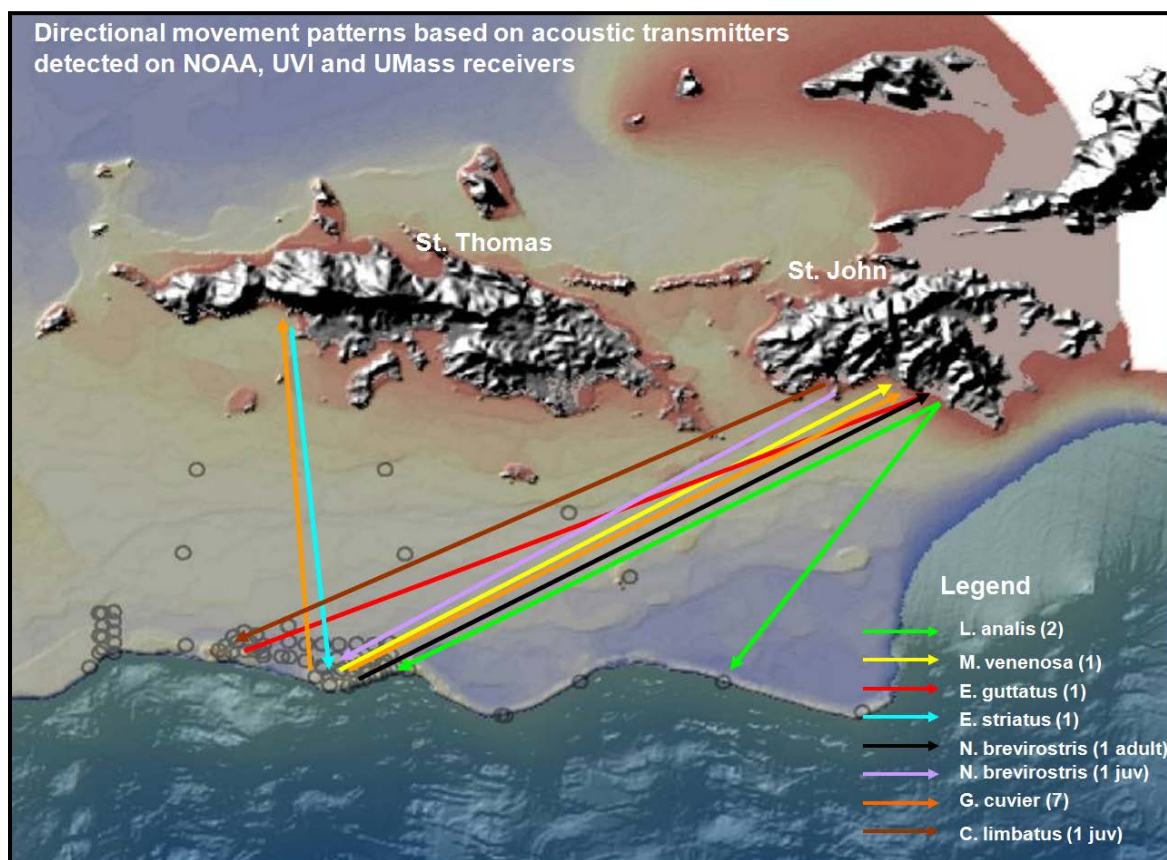 Directional movement patterns based on acoustic transmitters
detected on NOAA, UVI and UMass receivers
St. Thomas
St. John
Legend
L. analis (2)
M. venenosa (1)
E. guttatus (1)
E. striatus (1)
N. brevirostris (1 adult)
N. brevirostris (1 juv)
G. cuvier (7)
C. limbatus (1 juv)